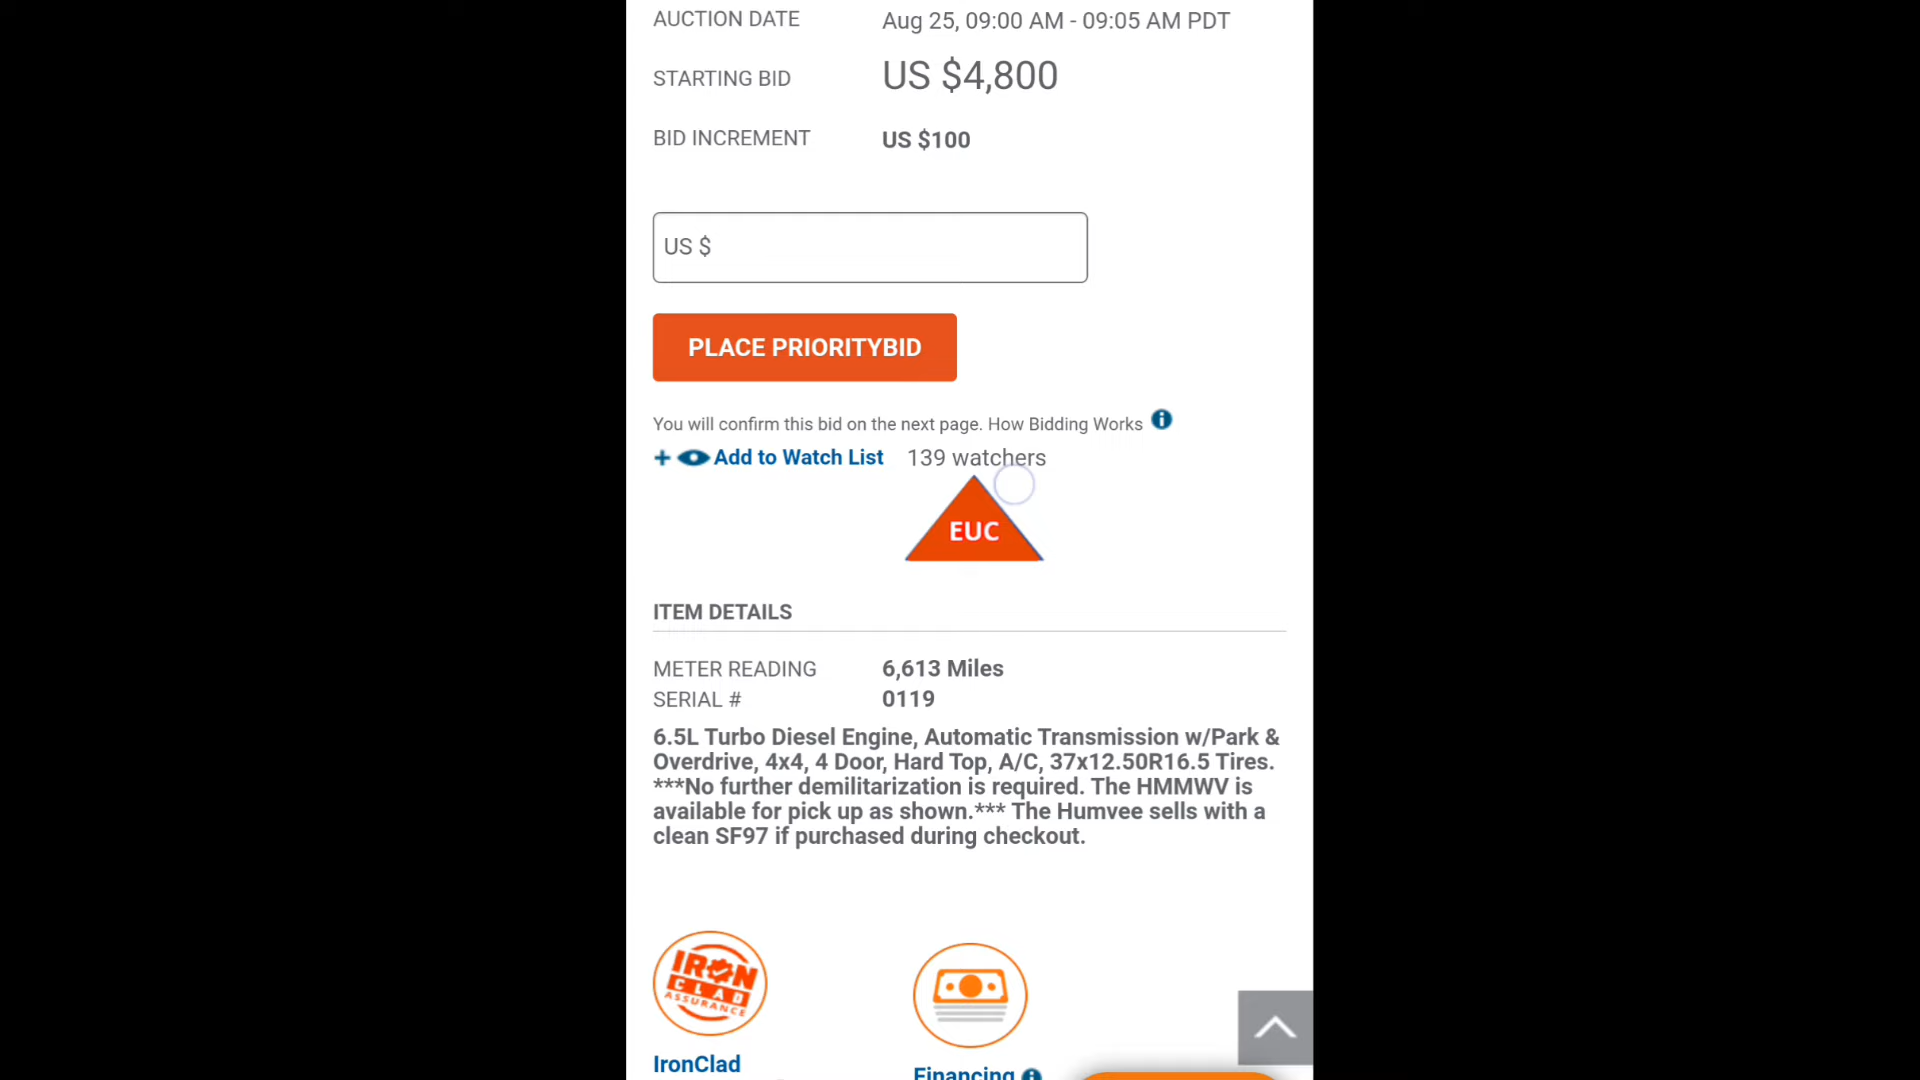 AUCTION DATE Aug 25, 09:00 AM - 09:05 AM PDT
STARTING BID US $4,800
BID INCREMENT US $100
US $
PLACE PRIORITYBID
You will confirm this bid on the next page. How Bidding Works i
+ Add to Watch List 139 watchers
EUC
ITEM DETAILS
METER READING 6,613 Miles
SERIAL # 0119
6.5L Turbo Diesel Engine, Automatic Transmission w/Park &
Overdrive, 4x4, 4 Door, Hard Top, A/C, 37x12.50R16.5 Tires.
***No further demilitarization is required. The HMMWV is
available for pick up as shown.*** The Humvee sells with a
clean SF97 if purchased during checkout.
IRON
CLAD
ASSURANCE
IronClad
Financing i